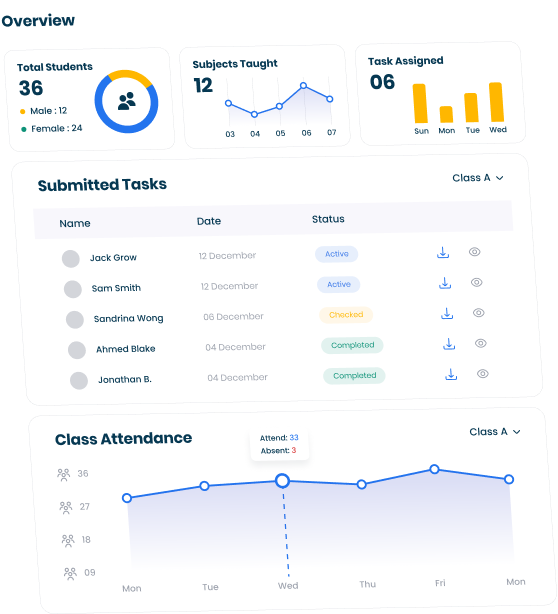 Overview
Total Students
36
Male : 12
Female : 24
Subjects Taught
12
03 04 05 06 07
Task Assigned
06
Sun Mon Tue Wed
Submitted Tasks
Class A
Name Date Status
Jack Grow 12 December Active
Sam Smith 12 December Active
Sandrina Wong 06 December Checked
Ahmed Blake 04 December Completed
Jonathan B. 04 December Completed
Class Attendance
Class A
Attend: 33
Absent: 3
36
27
18
09
Mon Tue Wed Thu Fri Mon